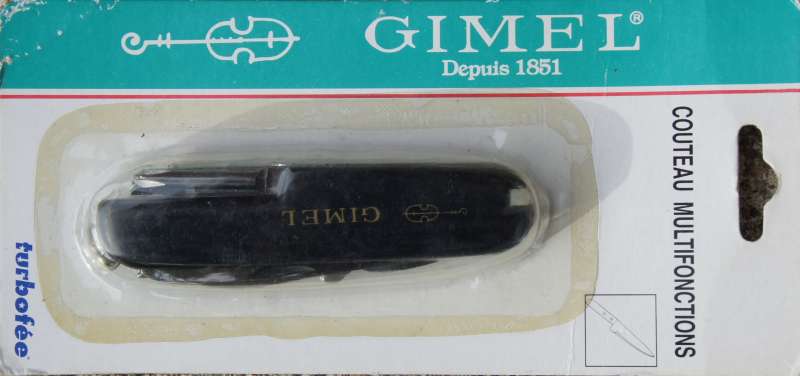 GIMEL®
Depuis 1851
COUTEAU MULTIFONCTIONS
GIMEL
turbofée